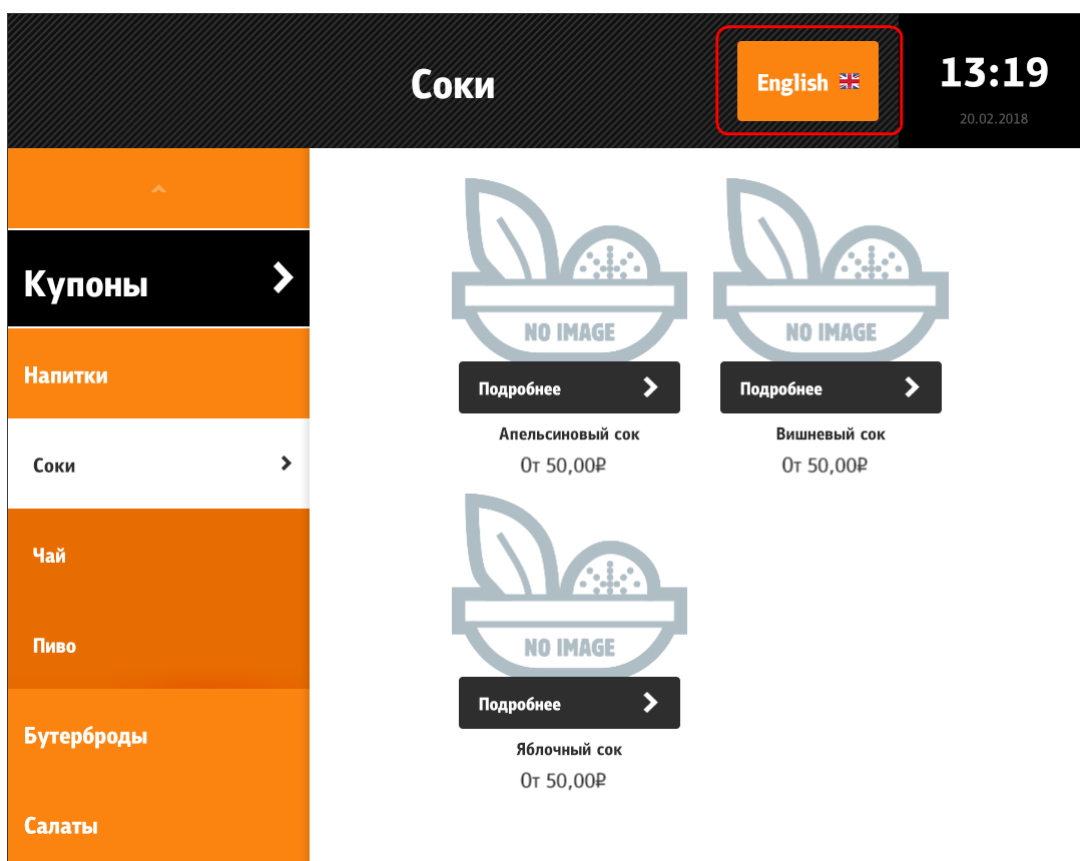 Соки
English
13:19
20.02.2018
Купоны
Напитки
Соки
Чай
Пиво
Бутерброды
Салаты
NO IMAGE
Подробнее
Апельсиновый сок
От 50,00₽
NO IMAGE
Подробнее
Вишневый сок
От 50,00₽
NO IMAGE
Подробнее
Яблочный сок
От 50,00₽